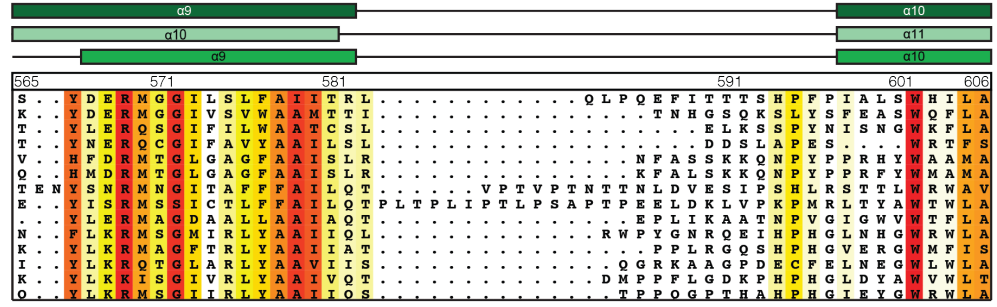 α9 α10
α10 α11
α9 α10
565 571 581 591 601 606
S . . Y D E R M G G I L S L F A I I T R L . . . . . . . . . . . . Q L P Q E F I T T T S H P F P I A L S W H I L A
K . . Y E E R M G G I V S V W A A M T T I . . . . . . . . . . . . . . . . T N H G S Q K S L Y S F E A S W Q F L A
T . . Y L E R Q S G I F I L W A A T C S L . . . . . . . . . . . . . . . . . . . E L K S S P Y N I S N G W K F L A
T . . Y N E R Q C G I F A V Y A A I L S L . . . . . . . . . . . . . . . . . . . D D S L A P E S . . . . W R T F S
V . . H F D R M T G L G A G F A A I S L R . . . . . . . . . . . . . . . N F A S S K K Q N P Y P P R H Y W A A M A
Q . . H M D R M T G L G A G F A A I S L R . . . . . . . . . . . . . . . K F A L S K K Q N P Y P P R F Y W M A M A
T E N Y S N R M N G I T A F F F A I L Q T . . . . . . V P T V P T N T T N L D V E S I P S H L R S T T L W R W A V
E . . Y I S R M S S C T L F F A I L Q T P L T P L I P T L P S A P T P E E L D K L V P K P M R L T Y A W T W L A
. . . Y L E R M A G D A A L L A A I A Q T . . . . . . . . . . . . . . . E P L I K A A T N P V G I G W V W T F L A
N . . F L K R M S G M I R L Y A A I I Q L . . . . . . . . . . . . . R W P Y G N R Q E I H P N H G L N G W R W L A
K . . Y L K R M A G F T R L Y A A I I A T . . . . . . . . . . . . . . . . P P L R G Q S H P H G V E R G W M F I S
I . . Y L K R Q T G L A R L Y A A V I I S . . . . . . . . . . . . . . Q G R K A A G P D E C F E L N E G W L W L A
K . . Y L K K I S G V I R L Y A A I V Q T . . . . . . . . . . . . . D M P P F L G D K P H P H G L D Y A W V W L T
Q . . Y L K R M S G I I R L Y A A I I Q S . . . . . . . . . . . . . . T P P Q G P T H A H P H G I E Y G W R W L A